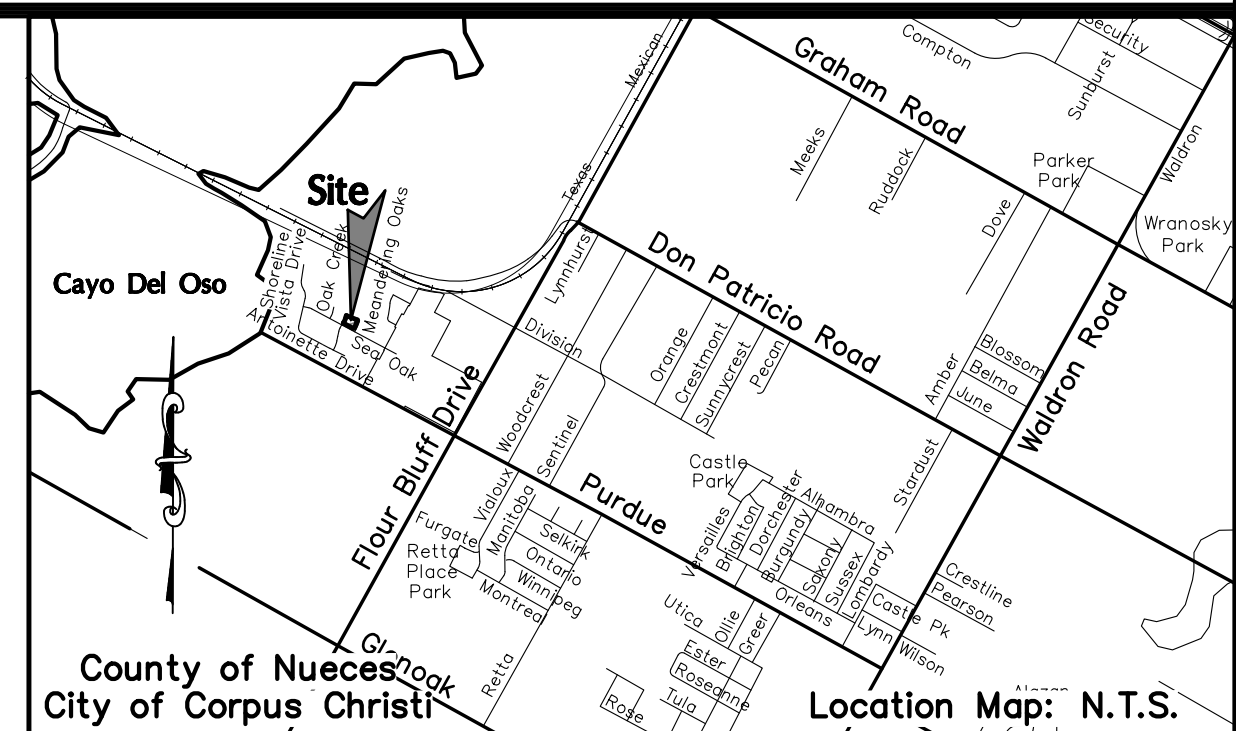 Security
Compton
Graham Road
Sunburst
Mexican
Texas
Meeks
Ruddock
Parker
Park
Waldron
Wranosky
Park
Dove
Site
Cayo Del Oso
Shoreline
Vista Drive
Oak Creek
Meandering Oaks
Antoinette Drive
Sea Oak
Lynnhurst
Division
Don Patricio Road
Orange
Crestmont
Sunnycrest
Pecan
Blossom
Belma
June
Amber
Waldron Road
Flour Bluff Drive
Woodcrest
Sentinel
Purdue
Castle
Park
Stardust
Vialoux
Manitoba
Furgate
Retta
Place
Park
Selkirk
Ontario
Winnipeg
Montreal
Versailles
Brighton
Dorchester
Burgundy
Alhambra
Saxony
Sussex
Lombardy
Orleans
Castle Pk
Lynn
Wilson
Crestline
Pearson
Utica
Ollie
Greer
Ester
Roseanne
Tula
Rose
Retta
Glenoak
County of Nueces
City of Corpus Christi
Location Map: N.T.S.